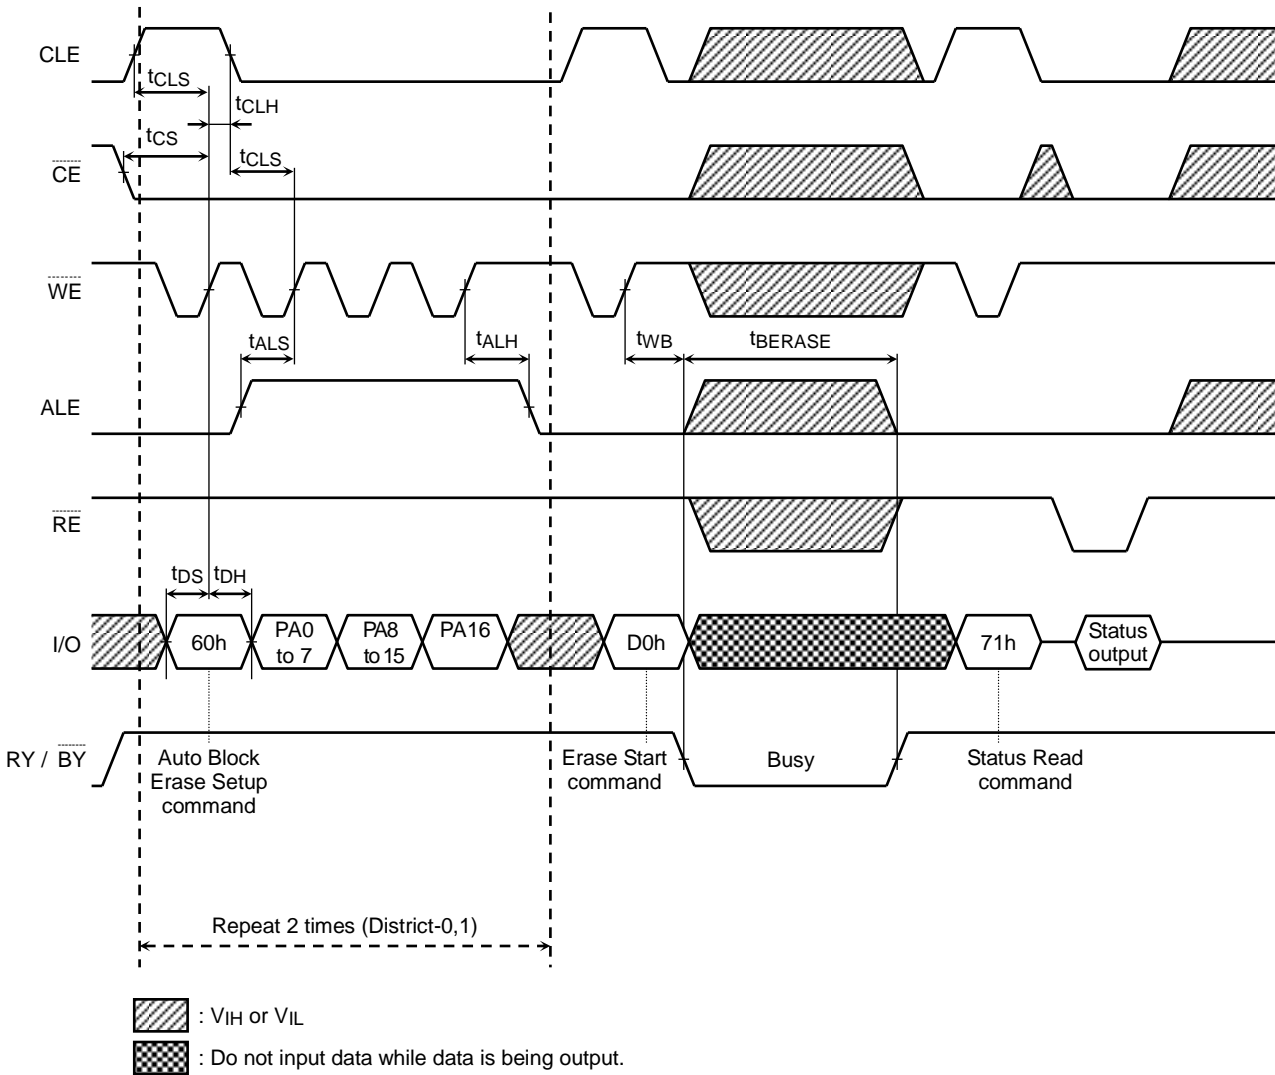 CLE
tCLS
tCLH
tCS
tCLS
CE
WE
tALS
tALH
tWB
tBERASE
ALE
RE
tDS
tDH
I/O
60h
PA0
to 7
PA8
to 15
PA16
D0h
71h
Status
output
RY / BY
Auto Block
Erase Setup
command
Erase Start
command
Busy
Status Read
command
Repeat 2 times (District-0,1)
: VIH or VIL
: Do not input data while data is being output.